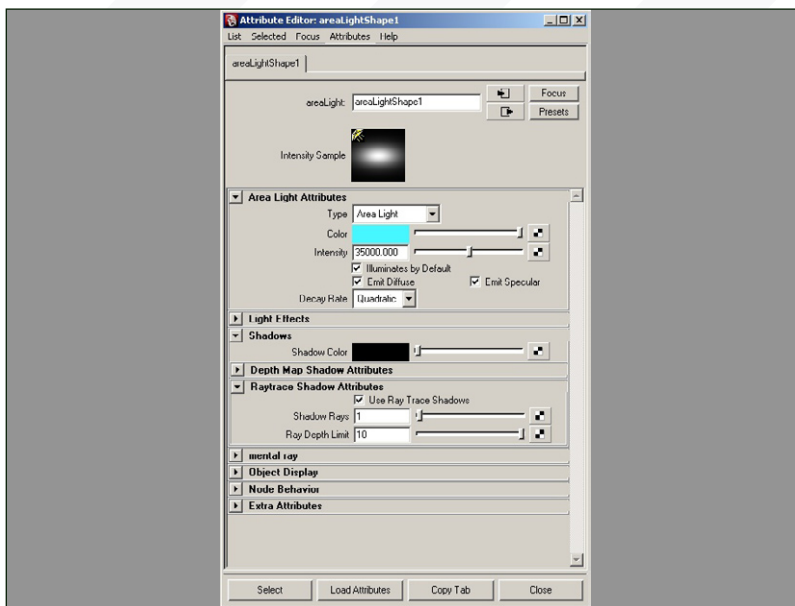 Attribute Editor: areaLightShape1
List Selected Focus Attributes Help
areaLightShape1
areaLight: areaLightShape1
Focus
Presets
Intensity Sample
Area Light Attributes
Type Area Light
Color
Intensity 35000.000
Illuminates by Default
Emit Diffuse Emit Specular
Decay Rate Quadratic
Light Effects
Shadows
Shadow Color
Depth Map Shadow Attributes
Raytrace Shadow Attributes
Use Ray Trace Shadows
Shadow Rays 1
Ray Depth Limit 10
mental ray
Object Display
Node Behavior
Extra Attributes
Select Load Attributes Copy Tab Close